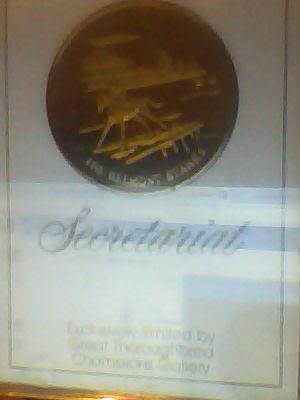 THE BELMONT STAKES
Secretariat
Exclusively limited by
Great Thoroughbred
Champions Gallery